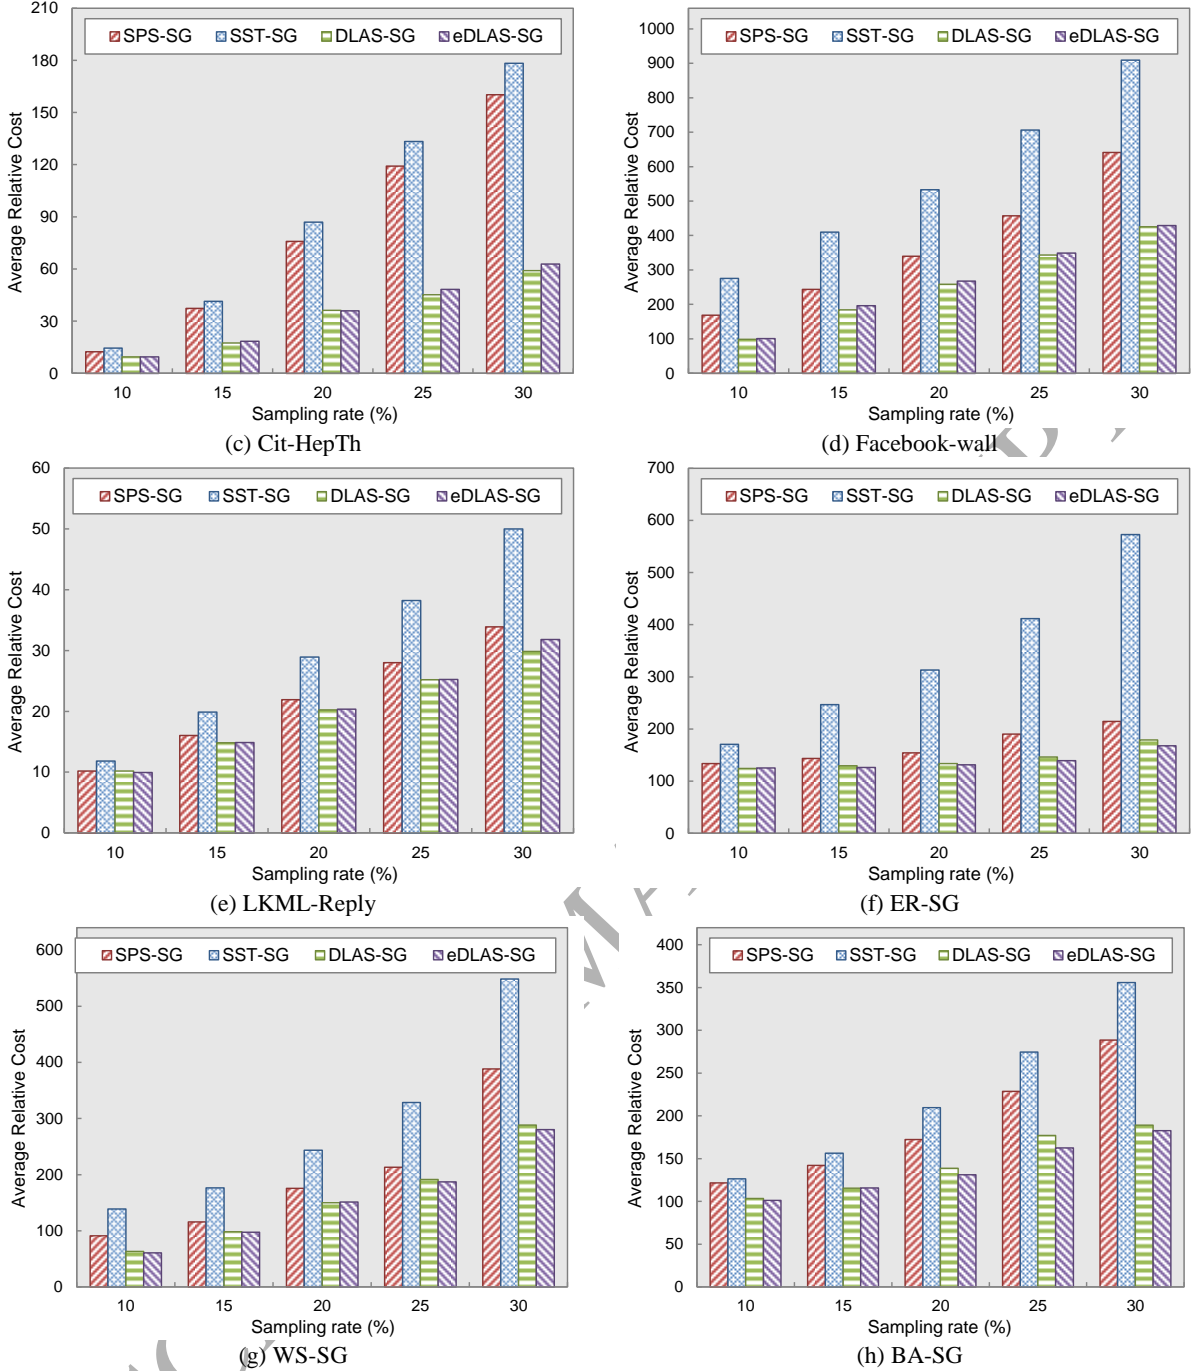 210
180
150
120
90
60
30
0
Average Relative Cost
SPS-SG SST-SG DLAS-SG eDLAS-SG
10 15 20 25 30
Sampling rate (%)
(c) Cit-HepTh
1000
900
800
700
600
500
400
300
200
100
0
Average Relative Cost
SPS-SG SST-SG DLAS-SG eDLAS-SG
10 15 20 25 30
Sampling rate (%)
(d) Facebook-wall
60
50
40
30
20
10
0
Average Relative Cost
SPS-SG SST-SG DLAS-SG eDLAS-SG
10 15 20 25 30
Sampling rate (%)
(e) LKML-Reply
700
600
500
400
300
200
100
0
Average Relative Cost
SPS-SG SST-SG DLAS-SG eDLAS-SG
10 15 20 25 30
Sampling rate (%)
(f) ER-SG
600
500
400
300
200
100
0
Average Relative Cost
SPS-SG SST-SG DLAS-SG eDLAS-SG
10 15 20 25 30
Sampling rate (%)
(g) WS-SG
400
350
300
250
200
150
100
50
0
Average Relative Cost
SPS-SG SST-SG DLAS-SG eDLAS-SG
10 15 20 25 30
Sampling rate (%)
(h) BA-SG